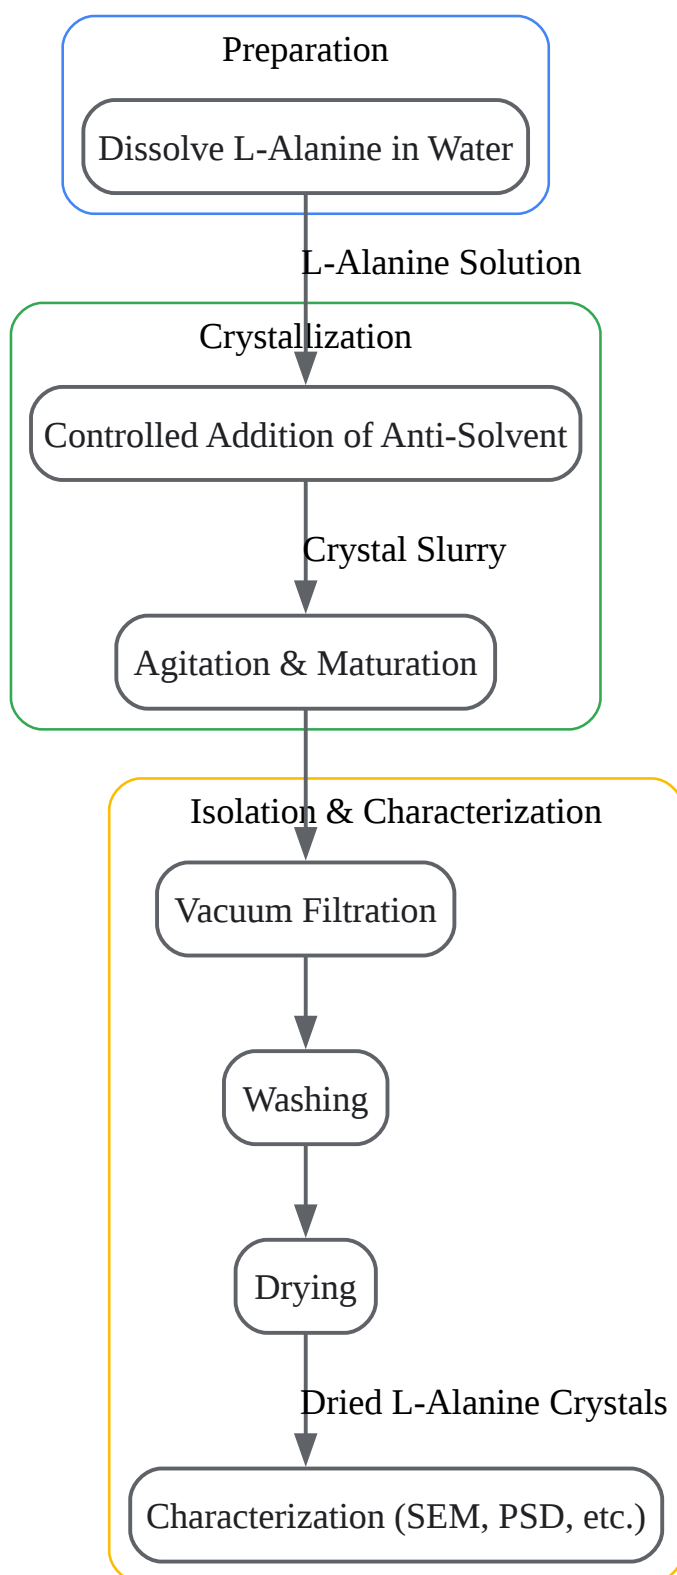 Preparation
Dissolve L-Alanine in Water
L-Alanine Solution
Crystallization
Controlled Addition of Anti-Solvent
Crystal Slurry
Agitation & Maturation
Isolation & Characterization
Vacuum Filtration
Washing
Drying
Dried L-Alanine Crystals
Characterization (SEM, PSD, etc.)